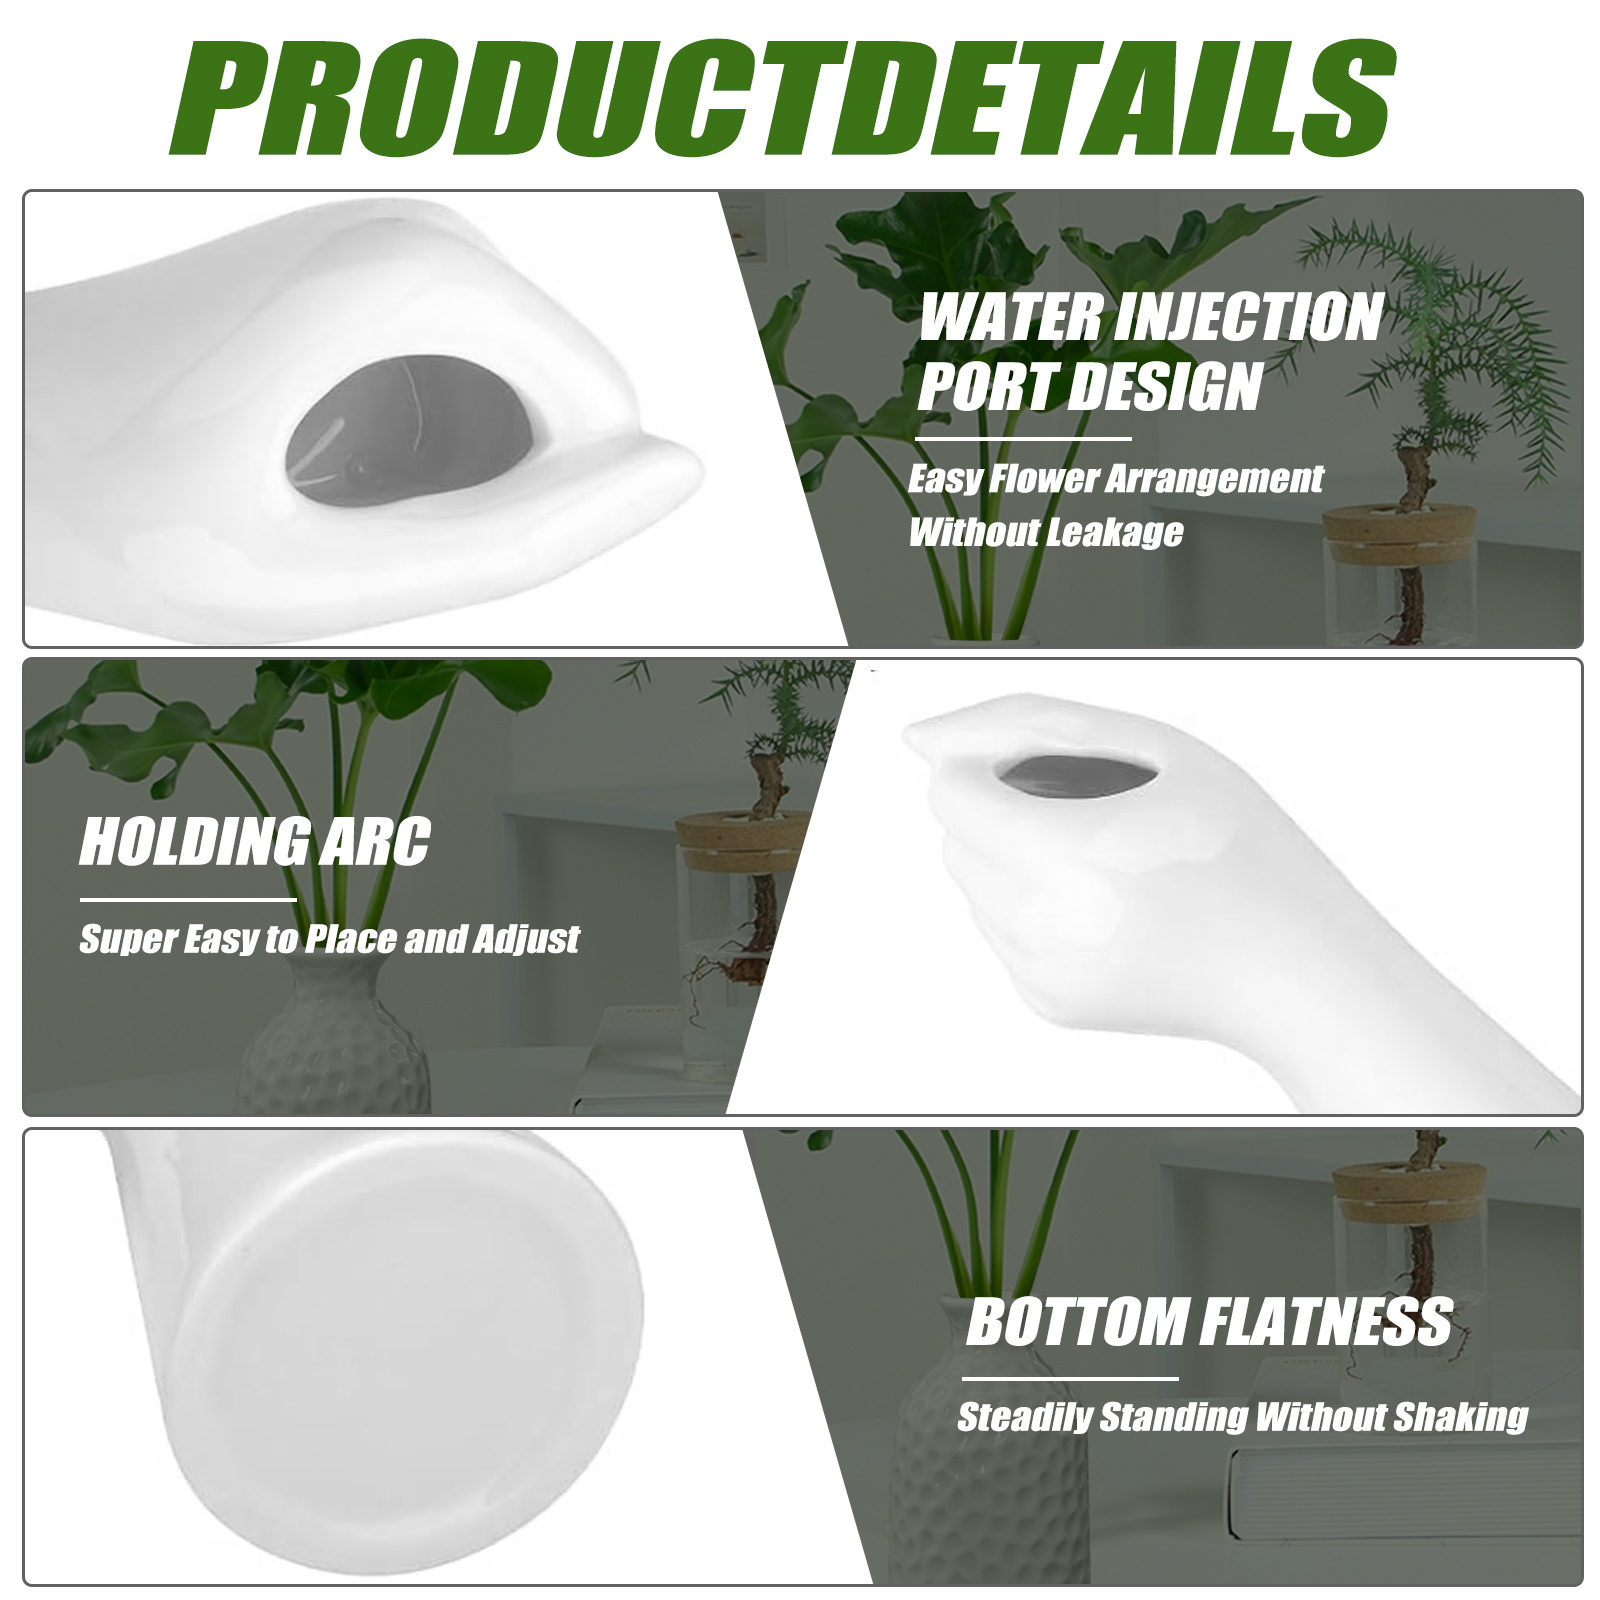 PRODUCTDETAILS
WATER INJECTION
PORT DESIGN
Easy Flower Arrangement
Without Leakage
HOLDING ARC
Super Easy to Place and Adjust
BOTTOM FLATNESS
Steadily Standing Without Shaking